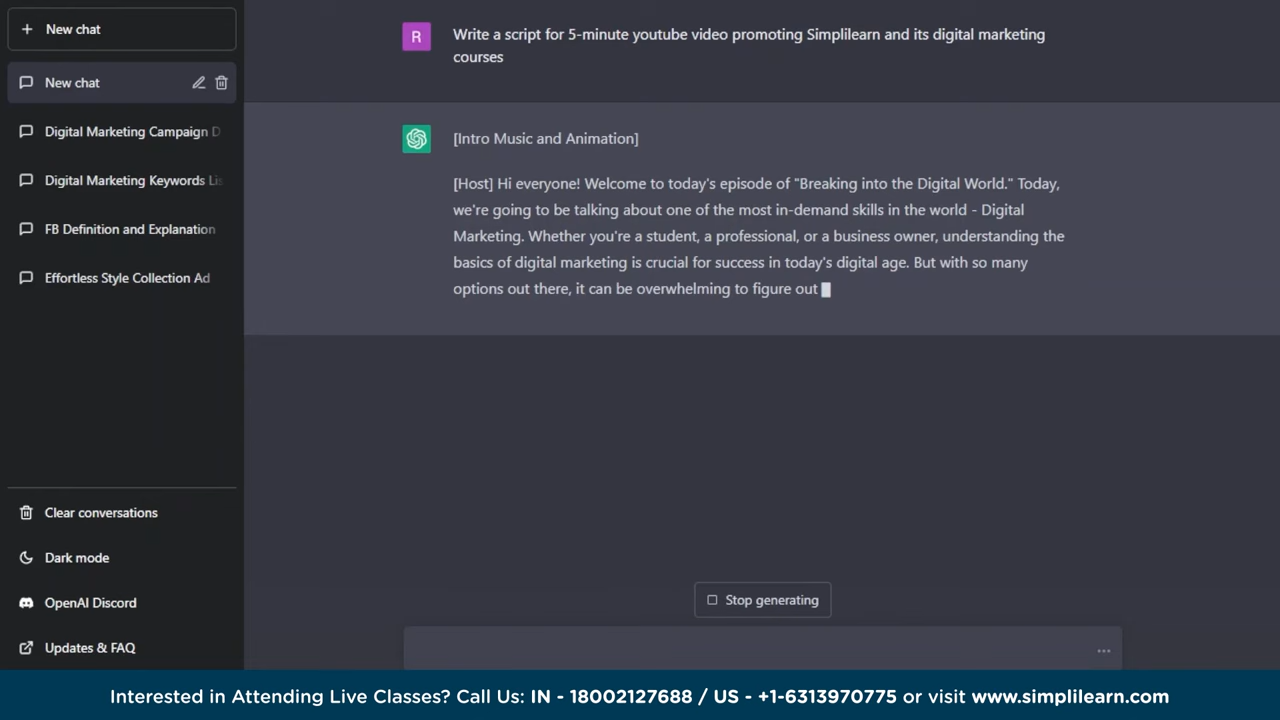 New chat
New chat
Digital Marketing Campaign D
Digital Marketing Keywords Lis
FB Definition and Explanation
Effortless Style Collection Ad
Clear conversations
Dark mode
OpenAI Discord
Updates & FAQ
R
Write a script for 5-minute youtube video promoting Simplilearn and its digital marketing
courses
[Intro Music and Animation]
[Host] Hi everyone! Welcome to today's episode of "Breaking into the Digital World." Today,
we're going to be talking about one of the most in-demand skills in the world - Digital
Marketing. Whether you're a student, a professional, or a business owner, understanding the
basics of digital marketing is crucial for success in today's digital age. But with so many
options out there, it can be overwhelming to figure out
Stop generating
Interested in Attending Live Classes? Call Us: IN - 18002127688 / US - +1-6313970775 or visit www.simplilearn.com